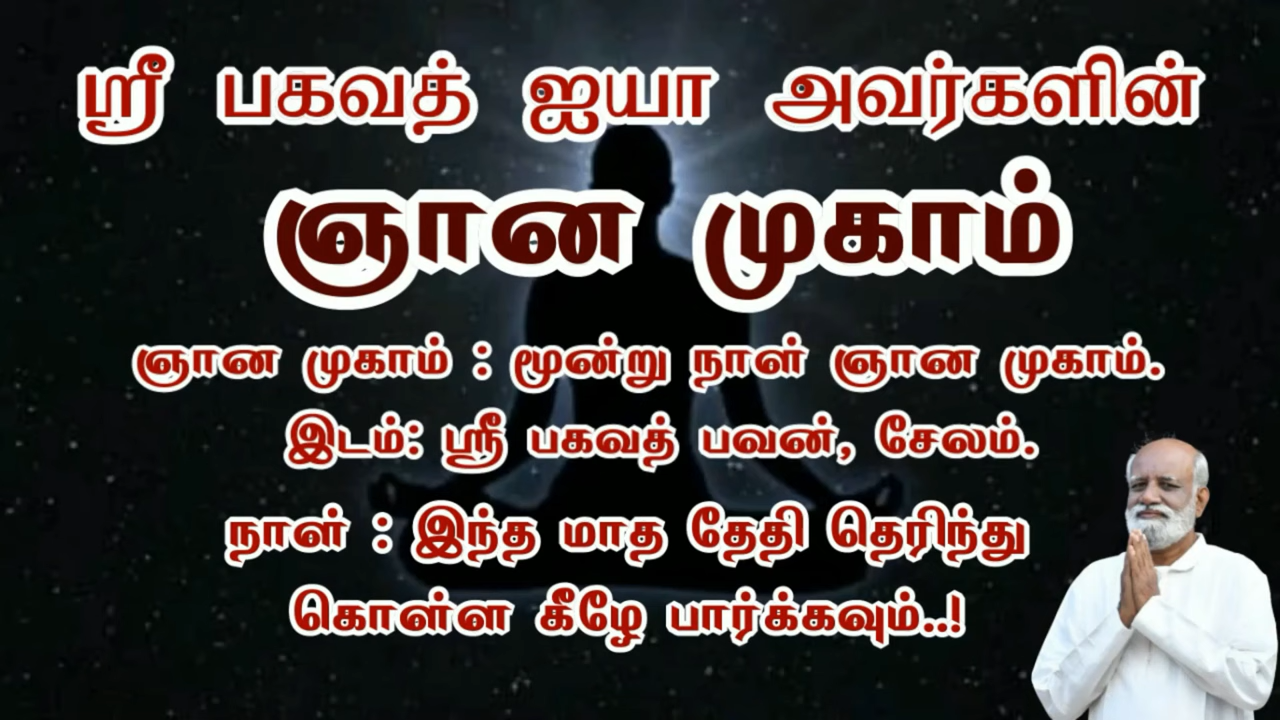 ஸ்ரீ பகவத் ஐயா அவர்களின்
ஞான முகாம்
ஞான முகாம் : மூன்று நாள் ஞான முகாம்.
இடம்: ஸ்ரீ பகவத் பவன், சேலம்.
நாள் : இந்த மாத தேதி தெரிந்து
கொள்ள கீழே பார்க்கவும்..!